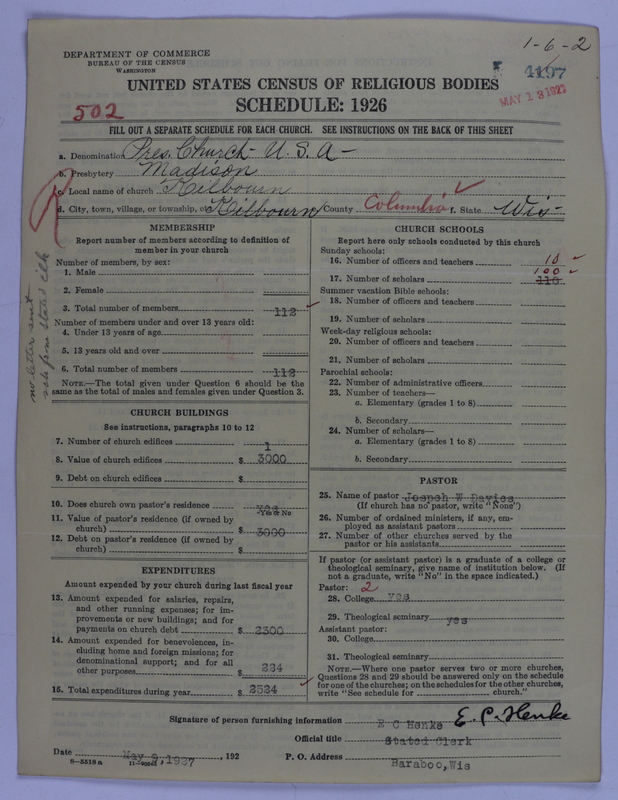 1-6-2
DEPARTMENT OF COMMERCE
BUREAU OF THE CENSUS
WASHINGTON
4197
MAY 13 192
UNITED STATES CENSUS OF RELIGIOUS BODIES
SCHEDULE: 1926
502
FILL OUT A SEPARATE SCHEDULE FOR EACH CHURCH. SEE INSTRUCTIONS ON THE BACK OF THIS SHEET
a. Denomination Pres. Church- U.S.A-
b. Presbytery Madison
c. Local name of church Kilbourn
d. City, town, village, or township, Kilbourn County Columbia f. State Wis-
MEMBERSHIP
Report number of members according to definition of
member in your church
Number of members, by sex:
1. Male
2. Female
3. Total number of members 112
Number of members under and over 13 years old:
4. Under 13 years of age
5. 13 years old and over
6. Total number of members 112
NOTE.—The total given under Question 6 should be the
same as the total of males and females given under Question 3.
no letter sent
sch from stated clk
CHURCH BUILDINGS
See instructions, paragraphs 10 to 12
7. Number of church edifices 1
8. Value of church edifices $ 3000
9. Debt on church edifices $
10. Does church own pastor's residence yes
Yes or No
11. Value of pastor's residence (if owned by
church) $ 3000
12. Debt on pastor's residence (if owned by
church) $
EXPENDITURES
Amount expended by your church during last fiscal year
13. Amount expended for salaries, repairs,
and other running expenses; for im-
provements or new buildings; and for
payments on church debt $ 2300
14. Amount expended for benevolences, in-
cluding home and foreign missions; for
denominational support; and for all
other purposes $ 224
15. Total expenditures during year $ 2524
CHURCH SCHOOLS
Report here only schools conducted by this church
Sunday schools:
16. Number of officers and teachers 10
17. Number of scholars 100 110
Summer vacation Bible schools:
18. Number of officers and teachers
19. Number of scholars
Week-day religious schools:
20. Number of officers and teachers
21. Number of scholars
Parochial schools:
22. Number of administrative officers
23. Number of teachers—
a. Elementary (grades 1 to 8)
b. Secondary
24. Number of scholars—
a. Elementary (grades 1 to 8)
b. Secondary
PASTOR
25. Name of pastor Joseph W Davies
(If church has no pastor, write "None")
26. Number of ordained ministers, if any, em-
ployed as assistant pastors
27. Number of other churches served by the
pastor or his assistants
If pastor (or assistant pastor) is a graduate of a college or
theological seminary, give name of institution below. (If
not a graduate, write "No" in the space indicated.)
Pastor: 2
28. College yes
29. Theological seminary yes
Assistant pastor:
30. College
31. Theological seminary
NOTE.—Where one pastor serves two or more churches,
Questions 28 and 29 should be answered only on the schedule
for one of the churches; on the schedules for the other churches,
write "See schedule for church."
Signature of person furnishing information E C Henke E. C. Henke
Official title Stated Clerk
Date May 9, 1927, 192 P. O. Address Baraboo, Wis
8-5518a